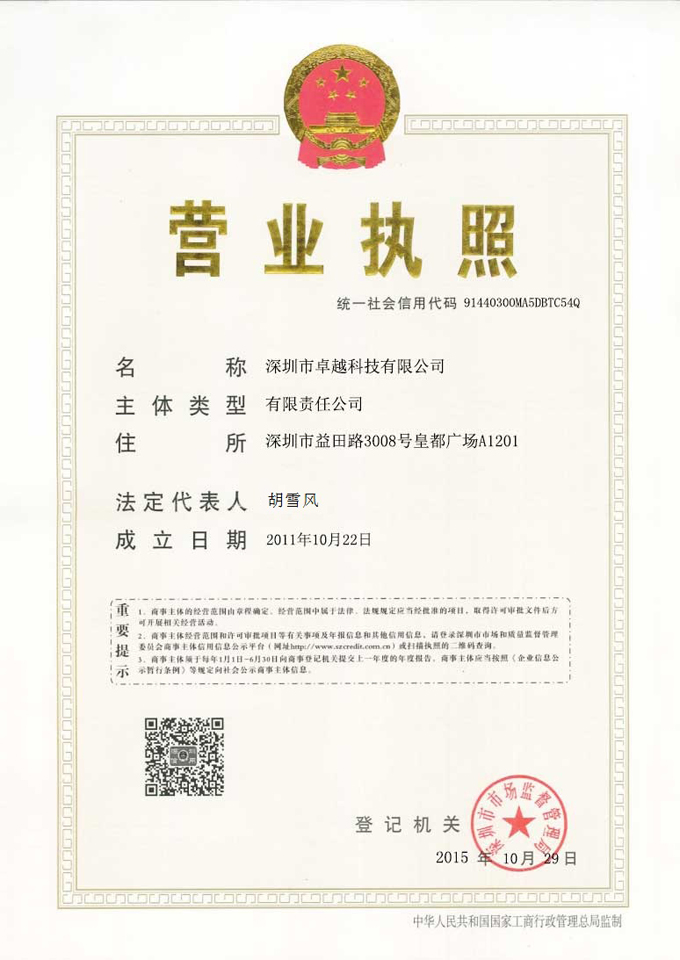 营业执照
统一社会信用代码 91440300MA5DBTC54Q
名称 深圳市卓越科技有限公司
主体类型 有限责任公司
住所 深圳市益田路3008号皇都广场A1201
法定代表人 胡雪风
成立日期 2011年10月22日
重要提示
1、商事主体的经营范围由章程确定。经营范围中属于法律、法规规定应当经批准的项目，取得许可审批文件后方
可开展相关经营活动。
2、商事主体经营范围和许可审批项目等有关事项及年报信息和其他信用信息，请登录深圳市市场和质量监督管理
委员会商事主体信用信息公示平台（网址http://www.szcredit.com.cn）或扫描执照的二维码查询。
3、商事主体须于每年1月1日-6月30日向商事登记机关提交上一年度的年度报告。商事主体应当按照《企业信息公
示暂行条例》等规定向社会公示商事主体信息。
登记机关
深圳市市场监督管理局
2015 年 10 月 29 日
中华人民共和国国家工商行政管理总局监制